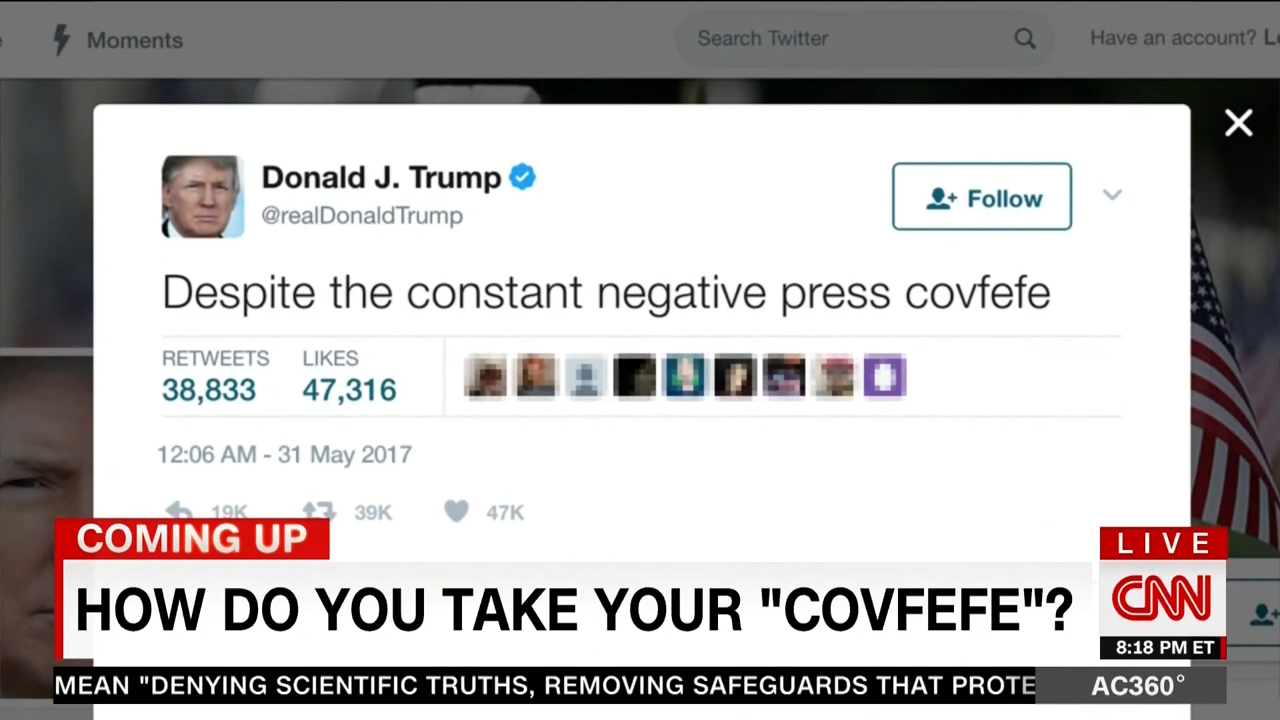 Moments
Search Twitter
Have an account?
Donald J. Trump
@realDonaldTrump
Follow
Despite the constant negative press covfefe
RETWEETS LIKES
38,833 47,316
12:06 AM - 31 May 2017
19K 39K 47K
COMING UP
LIVE
HOW DO YOU TAKE YOUR "COVFEFE"?
CNN
8:18 PM ET
MEAN "DENYING SCIENTIFIC TRUTHS, REMOVING SAFEGUARDS THAT PROTE
AC360°